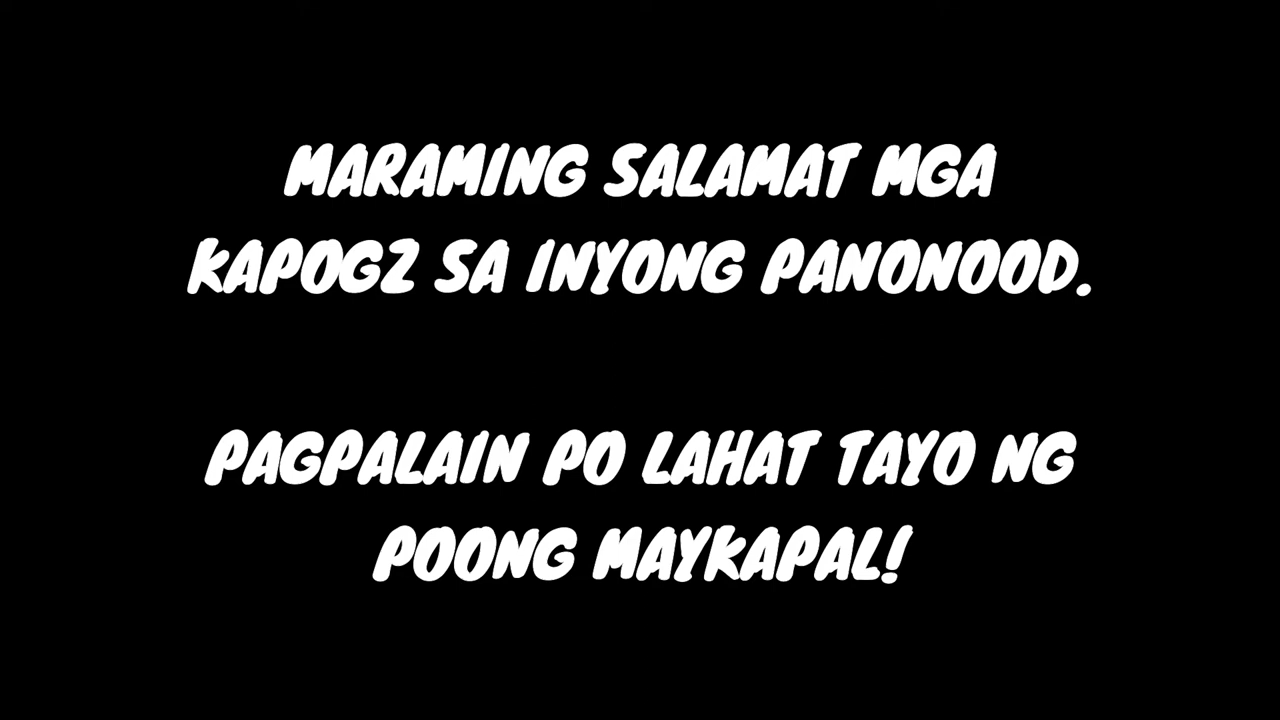 MARAMING SALAMAT MGA
KAPOGZ SA INYONG PANONOOD.
PAGPALAIN PO LAHAT TAYO NG
POONG MAYKAPAL!